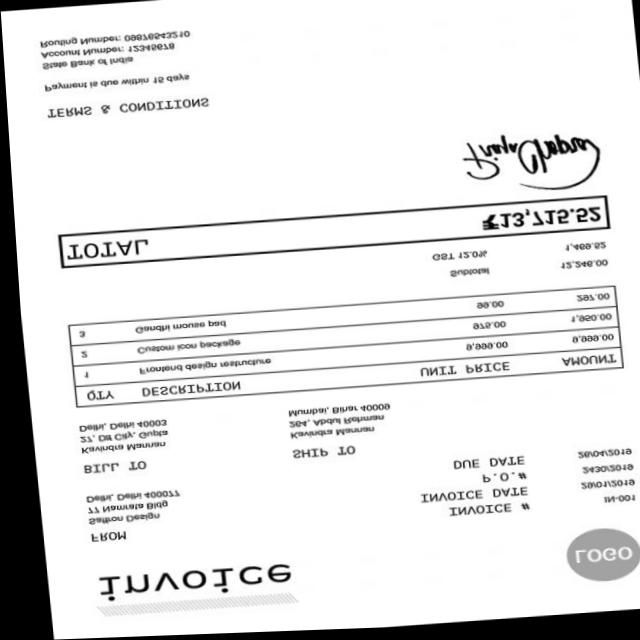 invoice
LOGO
FROM
Saffron Design
77 Namrata Bldg
Delhi, Delhi 400077
INVOICE # IN-001
INVOICE DATE 29/01/2019
P.O.# 2430/2019
DUE DATE 26/04/2019
BILL TO
Kavindra Mannan
27, Dlf City, Gupta
Delhi, Delhi 40003
SHIP TO
Kavindra Mannan
264, Abdul Rehman
Mumbai, Bihar 40009
QTY DESCRIPTION UNIT PRICE AMOUNT
1 Frontend design restructure 9,999.00 9,999.00
2 Custom icon package 975.00 1,950.00
3 Gandhi mouse pad 99.00 297.00
Subtotal 12,246.00
GST 12.0% 1,469.52
TOTAL ₹13,715.52
Priya Chopra
TERMS & CONDITIONS
Payment is due within 15 days
State Bank of India
Account Number: 12345678
Routing Number: 09876543210